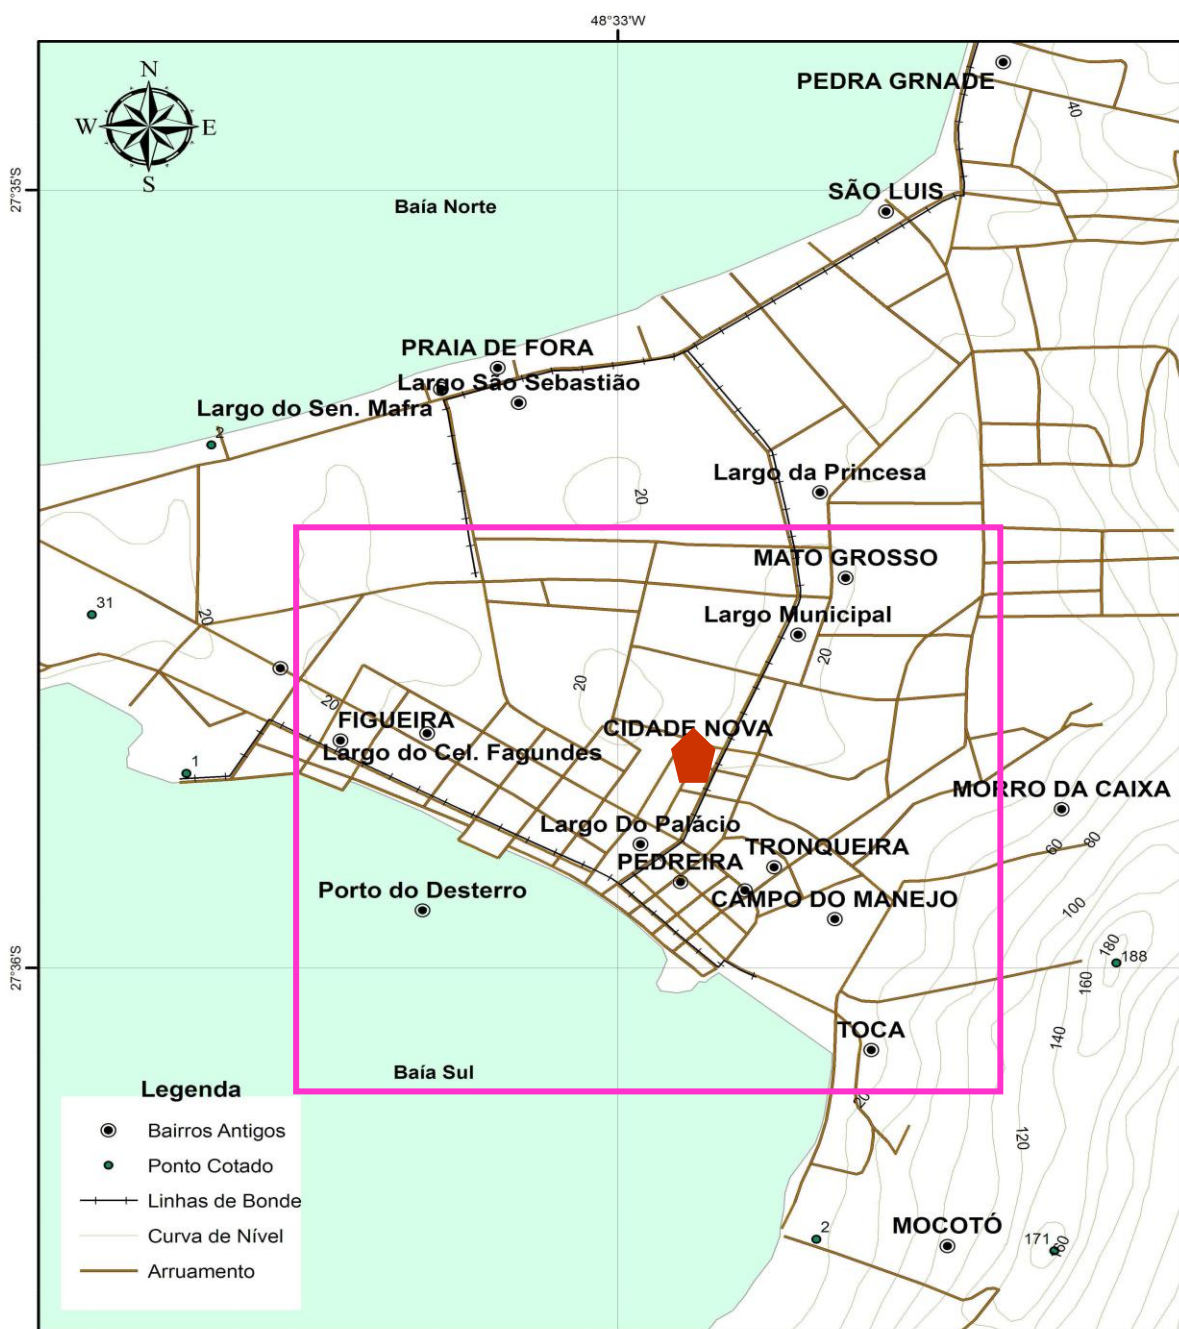 48°33'W
N
W E
S
PEDRA GRNADE
40
27°35'S
SÃO LUIS
Baía Norte
PRAIA DE FORA
Largo São Sebastião
Largo do Sen. Mafra
2
Largo da Princesa
20
MATO GROSSO
31
20
Largo Municipal
20
20
20
FIGUEIRA
CIDADE NOVA
Largo do Cel. Fagundes
1
MORRO DA CAIXA
Largo Do Palácio
TRONQUEIRA
60
80
PEDREIRA
Porto do Desterro
CAMPO DO MANEJO
100
180
188
27°36'S
160
TOCA
140
Baía Sul
20
Legenda
Bairros Antigos
120
Ponto Cotado
Linhas de Bonde
Curva de Nível
2
MOCOTÓ
171
Arruamento